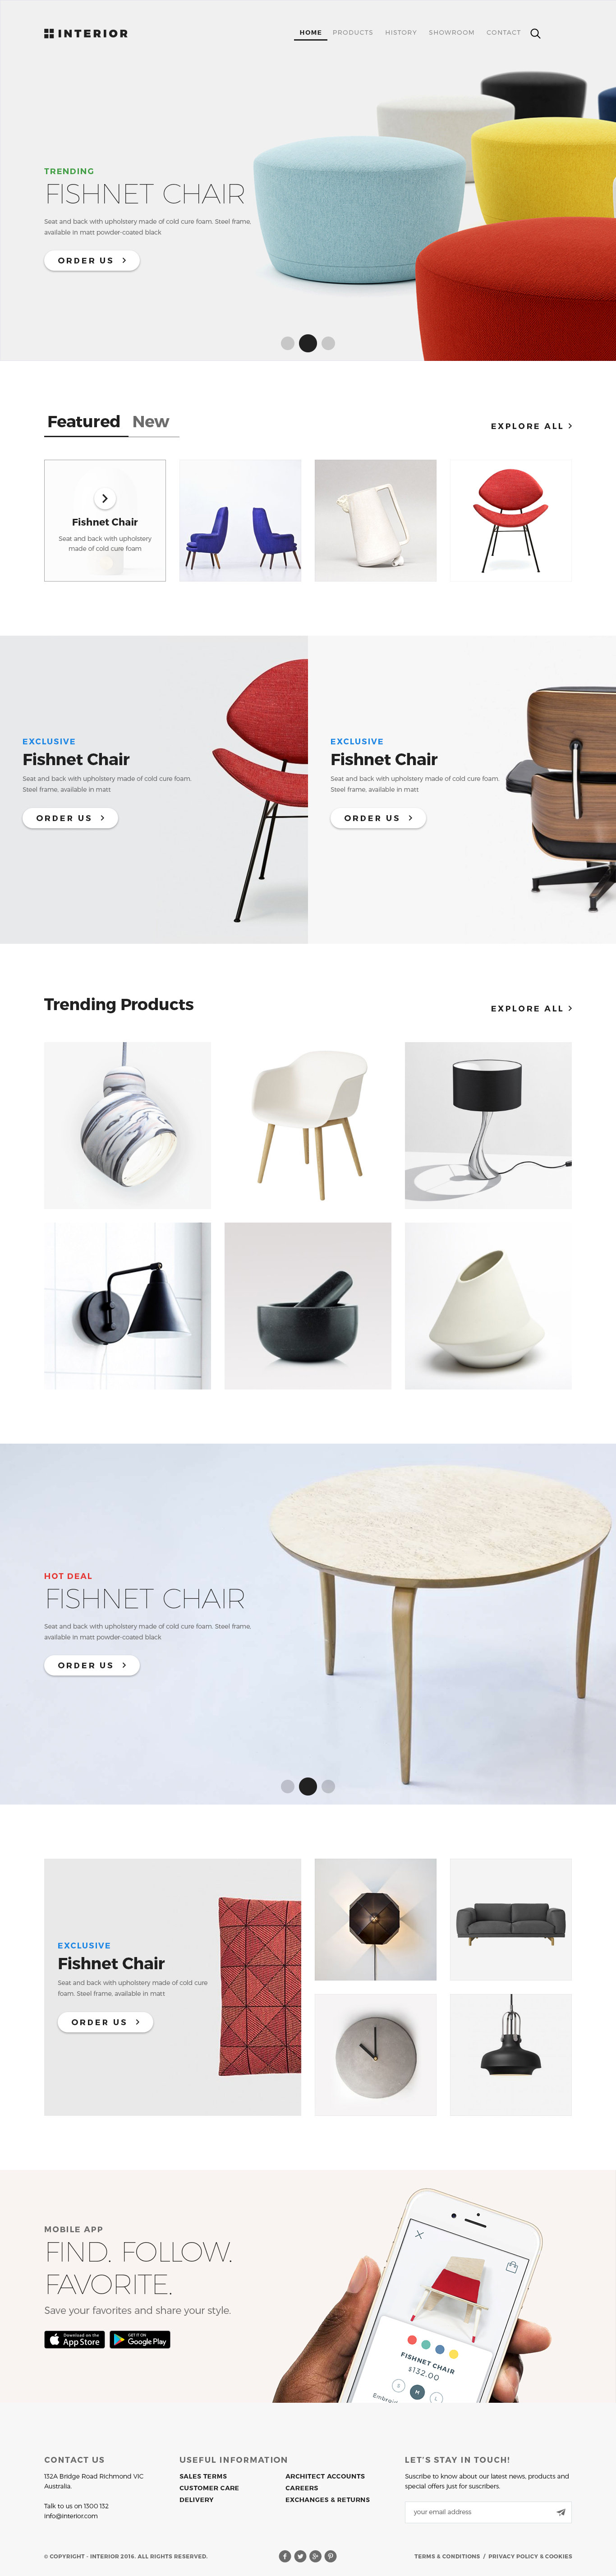 INTERIOR
HOME PRODUCTS HISTORY SHOWROOM CONTACT
TRENDING
FISHNET CHAIR
Seat and back with upholstery made of cold cure foam. Steel frame,
available in matt powder-coated black
ORDER US
Featured New
EXPLORE ALL
Fishnet Chair
Seat and back with upholstery
made of cold cure foam
EXCLUSIVE
Fishnet Chair
Seat and back with upholstery made of cold cure foam.
Steel frame, available in matt
ORDER US
EXCLUSIVE
Fishnet Chair
Seat and back with upholstery made of cold cure foam.
Steel frame, available in matt
ORDER US
Trending Products
EXPLORE ALL
HOT DEAL
FISHNET CHAIR
Seat and back with upholstery made of cold cure foam. Steel frame,
available in matt powder-coated black
ORDER US
EXCLUSIVE
Fishnet Chair
Seat and back with upholstery made of cold cure
foam. Steel frame, available in matt
ORDER US
MOBILE APP
FIND. FOLLOW.
FAVORITE.
Save your favorites and share your style.
Download on the
App Store
GET IT ON
Google Play
FISHNET CHAIR
$132.00
S
M
L
CONTACT US
132A Bridge Road Richmond VIC
Australia.
Talk to us on 1300 132
info@interior.com
USEFUL INFORMATION
SALES TERMS
CUSTOMER CARE
DELIVERY
ARCHITECT ACCOUNTS
CAREERS
EXCHANGES & RETURNS
LET'S STAY IN TOUCH!
Suscribe to know about our latest news, products and
special offers just for suscribers.
your email address
© COPYRIGHT - INTERIOR 2016. ALL RIGHTS RESERVED.
TERMS & CONDITIONS / PRIVACY POLICY & COOKIES